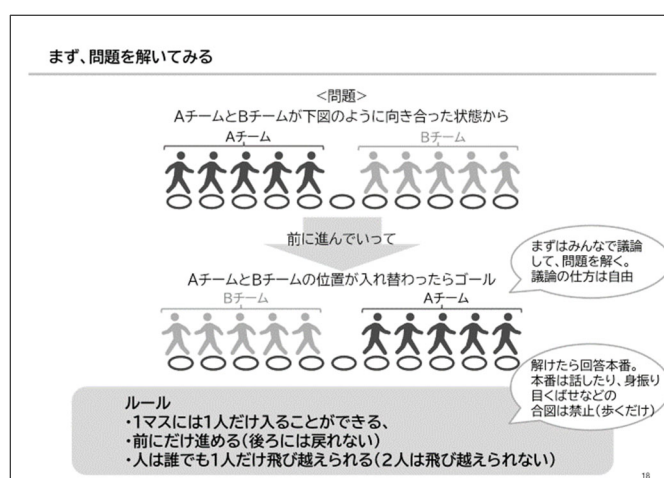 まず、問題を解いてみる
<問題>
AチームとBチームが下図のように向き合った状態から
Aチーム
Bチーム
前に進んでいって
まずはみんなで議論
して、問題を解く。
議論の仕方は自由
AチームとBチームの位置が入れ替わったらゴール
Bチーム
Aチーム
解けたら回答本番。
本番は話したり、身振り
目くばせなどの
合図は禁止(歩くだけ)
ルール
・1マスには1人だけ入ることができる、
・前にだけ進める(後ろには戻れない)
・人は誰でも1人だけ飛び越えられる(2人は飛び越えられない)
18